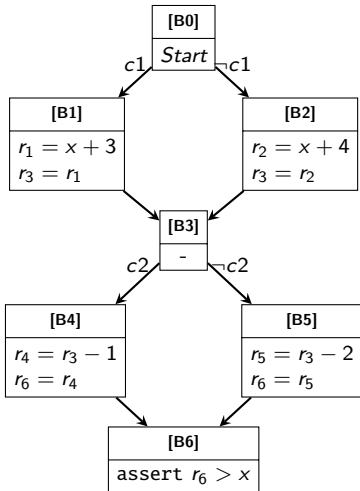 [B0]
Start
c1
¬c1
[B1]
r₁ = x + 3
r₃ = r₁
[B2]
r₂ = x + 4
r₃ = r₂
[B3]
-
c2
¬c2
[B4]
r₄ = r₃ − 1
r₆ = r₄
[B5]
r₅ = r₃ − 2
r₆ = r₅
[B6]
assert r₆ > x